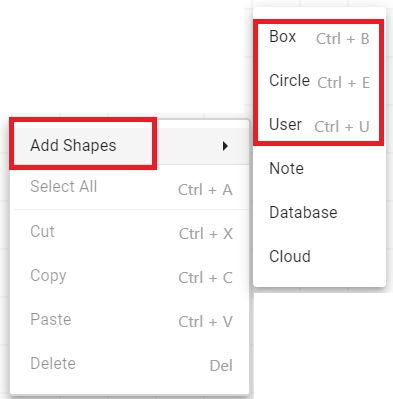 Box Ctrl + B
Circle Ctrl + E
User Ctrl + U
Note
Database
Cloud
Add Shapes
Select All Ctrl + A
Cut Ctrl + X
Copy Ctrl + C
Paste Ctrl + V
Delete Del